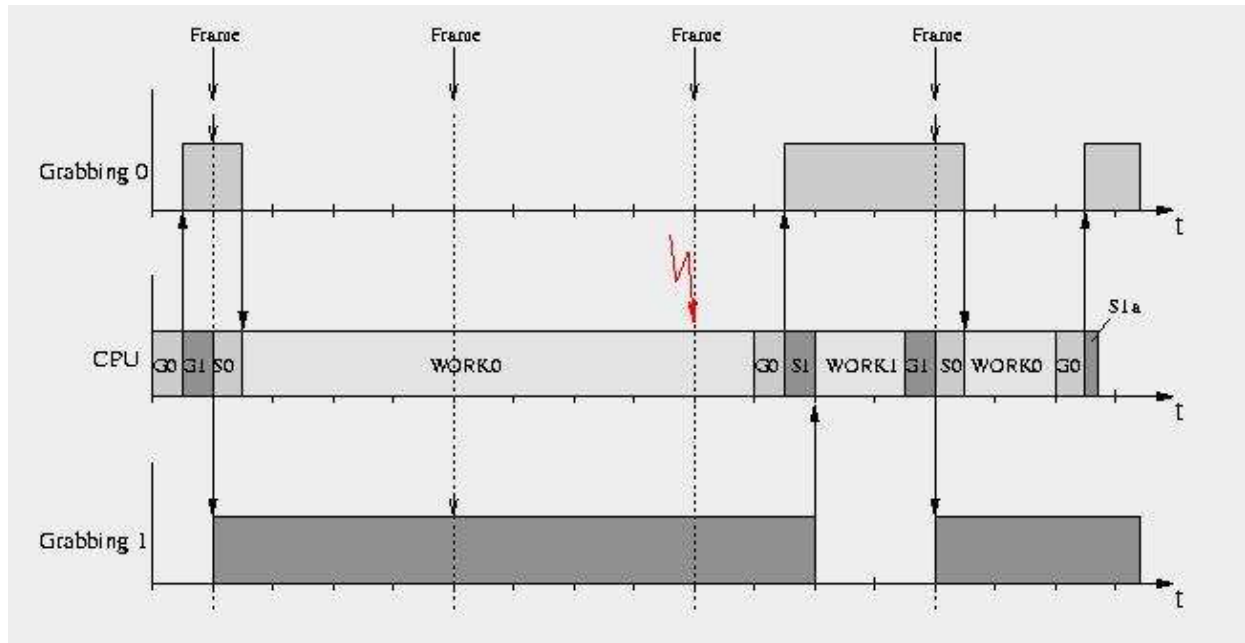 Frame Frame Frame Frame
Grabbing 0
t
S1a
CPU G0 G1 S0 WORK0 G0 S1 WORK1 G1 S0 WORK0 G0
t
Grabbing 1
t